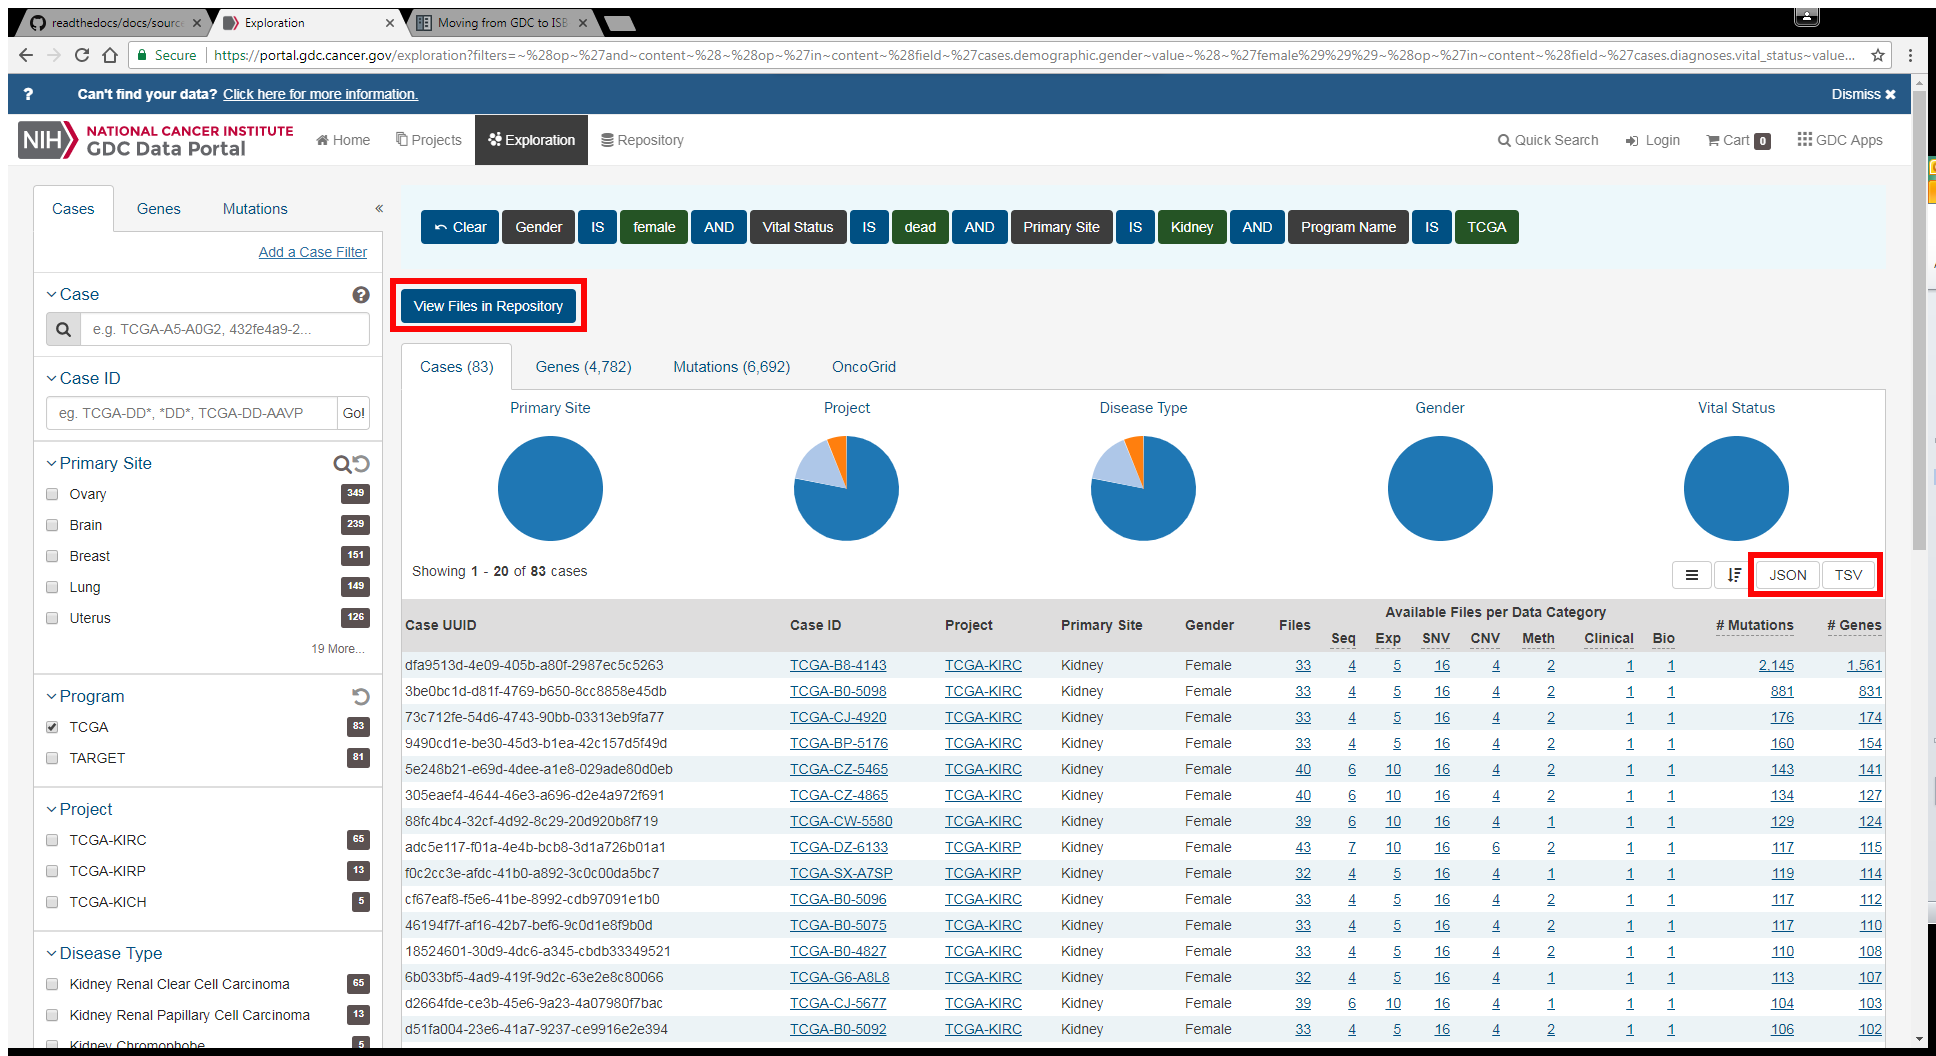 readthedocs/docs/source
Exploration
Moving from GDC to ISB
Secure
https://portal.gdc.cancer.gov/exploration?filters=~%28op~%27and~content~%28~%28op~%27in~content~%28field~%27cases.demographic.gender~value~%28~%27female%29%29%29~%28op~%27in~content~%28field~%27cases.diagnoses.vital_status~value...
? Can't find your data? Click here for more information.
Dismiss ✖
NIH NATIONAL CANCER INSTITUTE
GDC Data Portal
Home
Projects
Exploration
Repository
Quick Search
Login
Cart 0
GDC Apps
Cases
Genes
Mutations
«
Add a Case Filter
Case
e.g. TCGA-A5-A0G2, 432fe4a9-2...
Case ID
eg. TCGA-DD*, *DD*, TCGA-DD-AAVP
Go!
Primary Site
Ovary 349
Brain 239
Breast 151
Lung 149
Uterus 126
19 More...
Program
TCGA 83
TARGET 81
Project
TCGA-KIRC 65
TCGA-KIRP 13
TCGA-KICH 5
Disease Type
Kidney Renal Clear Cell Carcinoma 65
Kidney Renal Papillary Cell Carcinoma 13
Kidney Chromophobe 5
Clear Gender IS female AND Vital Status IS dead AND Primary Site IS Kidney AND Program Name IS TCGA
View Files in Repository
Cases (83)
Genes (4,782)
Mutations (6,692)
OncoGrid
Primary Site
Project
Disease Type
Gender
Vital Status
Showing 1 - 20 of 83 cases
JSON
TSV
Available Files per Data Category
Case UUID Case ID Project Primary Site Gender Files Seq Exp SNV CNV Meth Clinical Bio # Mutations # Genes
dfa9513d-4e09-405b-a80f-2987ec5c5263 TCGA-B8-4143 TCGA-KIRC Kidney Female 33 4 5 16 4 2 1 1 2,145 1,561
3be0bc1d-d81f-4769-b650-8cc8858e45db TCGA-B0-5098 TCGA-KIRC Kidney Female 33 4 5 16 4 2 1 1 881 831
73c712fe-54d6-4743-90bb-03313eb9fa77 TCGA-CJ-4920 TCGA-KIRC Kidney Female 33 4 5 16 4 2 1 1 176 174
9490cd1e-be30-45d3-b1ea-42c157d5f49d TCGA-BP-5176 TCGA-KIRC Kidney Female 33 4 5 16 4 2 1 1 160 154
5e248b21-e69d-4dee-a1e8-029ade80d0eb TCGA-CZ-5465 TCGA-KIRC Kidney Female 40 6 10 16 4 2 1 1 143 141
305eaef4-4644-46e3-a696-d2e4a972f691 TCGA-CZ-4865 TCGA-KIRC Kidney Female 40 6 10 16 4 2 1 1 134 127
88fc4bc4-32cf-4d92-8c29-20d920b8f719 TCGA-CW-5580 TCGA-KIRC Kidney Female 39 6 10 16 4 1 1 1 129 124
adc5e117-f01a-4e4b-bcb8-3d1a726b01a1 TCGA-DZ-6133 TCGA-KIRP Kidney Female 43 7 10 16 6 2 1 1 117 115
f0c2cc3e-afdc-41b0-a892-3c0c00da5bc7 TCGA-SX-A7SP TCGA-KIRP Kidney Female 32 4 5 16 4 1 1 1 119 114
cf67eaf8-f5e6-41be-8992-cdb97091e1b0 TCGA-B0-5096 TCGA-KIRC Kidney Female 33 4 5 16 4 2 1 1 117 112
46194f7f-af16-42b7-bef6-9c0d1e8f9b0d TCGA-B0-5075 TCGA-KIRC Kidney Female 33 4 5 16 4 2 1 1 117 110
18524601-30d9-4dc6-a345-cbdb33349521 TCGA-B0-4827 TCGA-KIRC Kidney Female 33 4 5 16 4 2 1 1 110 108
6b033bf5-4ad9-419f-9d2c-63e2e8c80066 TCGA-G6-A8L8 TCGA-KIRC Kidney Female 32 4 5 16 4 1 1 1 113 107
d2664fde-ce3b-45e6-9a23-4a07980f7bac TCGA-CJ-5677 TCGA-KIRC Kidney Female 39 6 10 16 4 1 1 1 104 103
d51fa004-23e6-41a7-9237-ce9916e2e394 TCGA-B0-5092 TCGA-KIRC Kidney Female 33 4 5 16 4 2 1 1 106 102